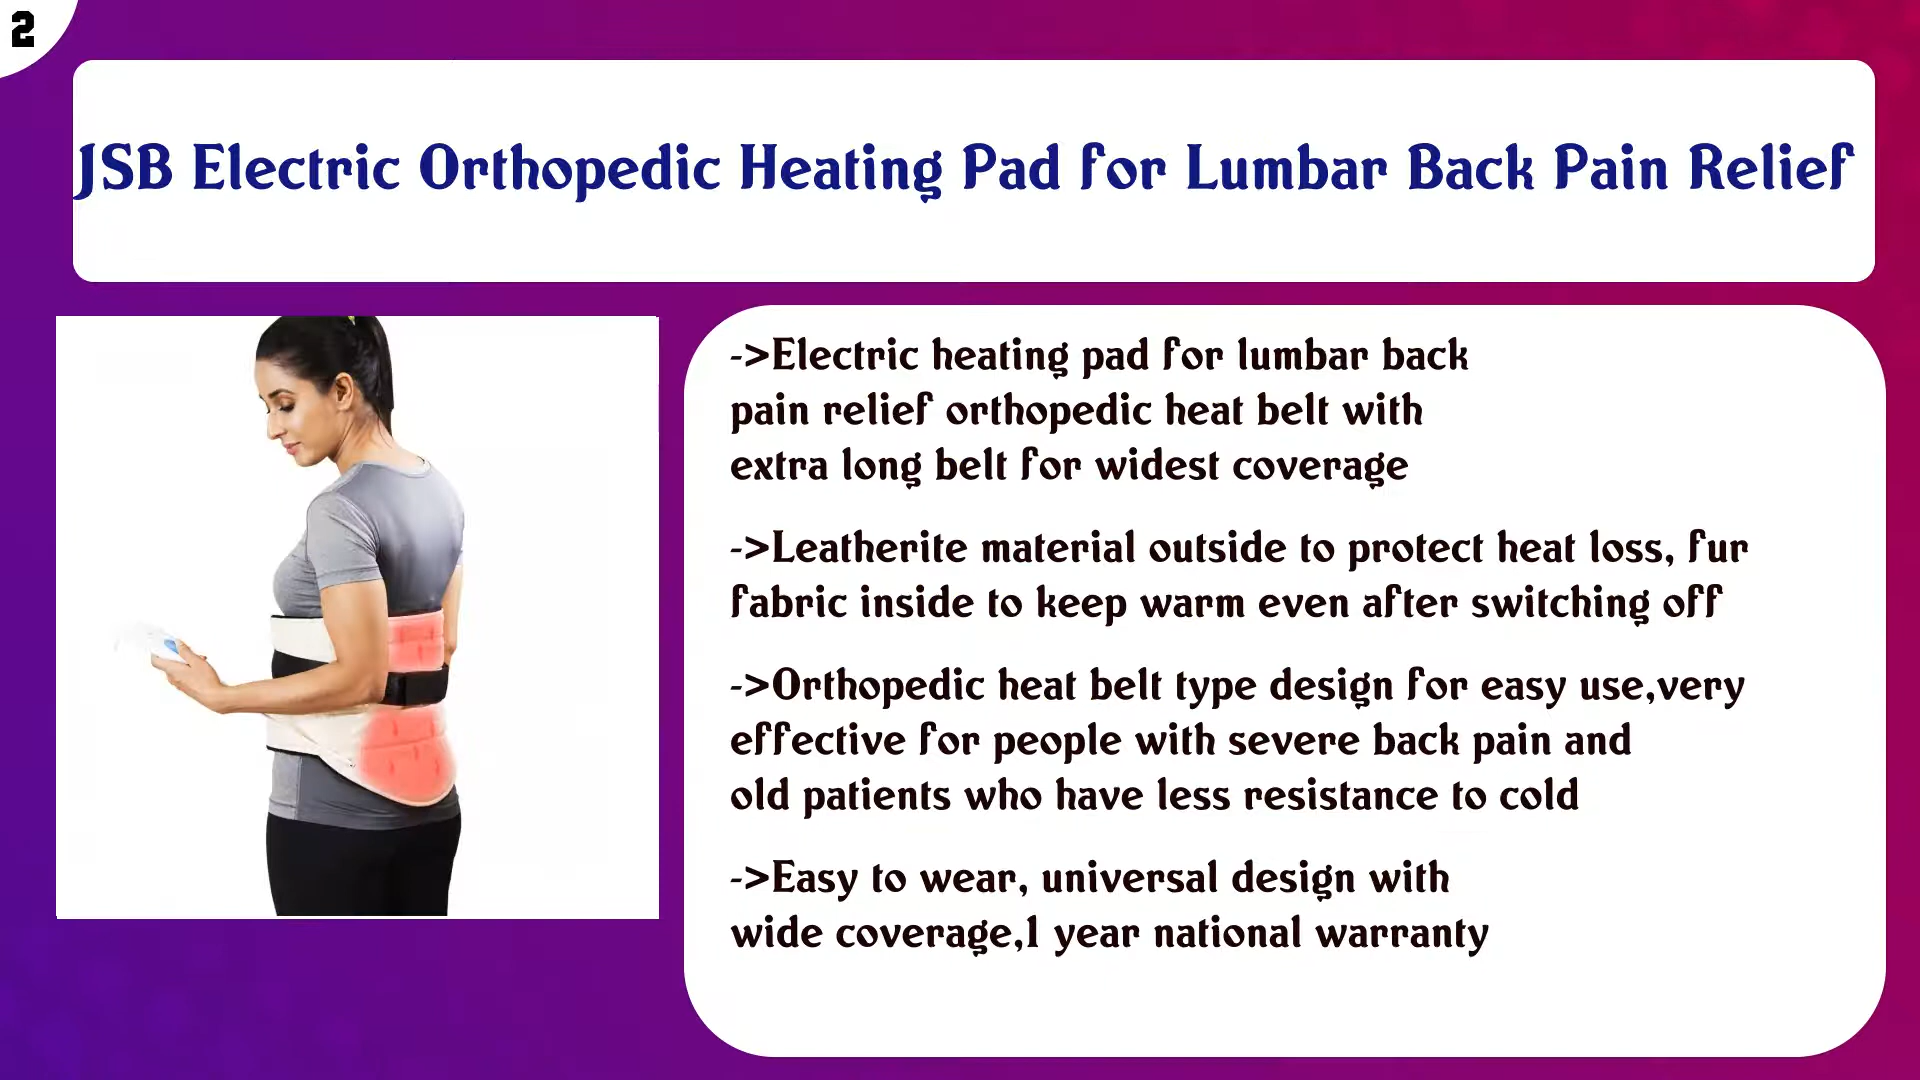 2
JSB Electric Orthopedic Heating Pad for Lumbar Back Pain Relief
->Electric heating pad for lumbar back
pain relief orthopedic heat belt with
extra long belt for widest coverage
->Leatherite material outside to protect heat loss, fur
fabric inside to keep warm even after switching off
->Orthopedic heat belt type design for easy use,very
effective for people with severe back pain and
old patients who have less resistance to cold
->Easy to wear, universal design with
wide coverage,1 year national warranty